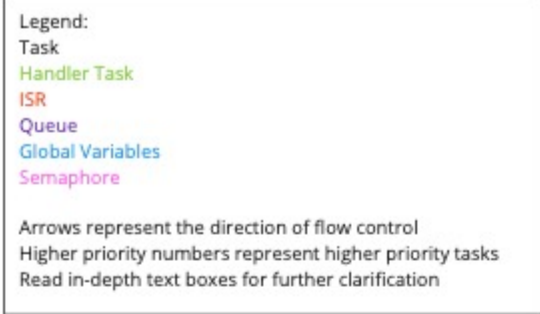 Legend:
Task
Handler Task
ISR
Queue
Global Variables
Semaphore
Arrows represent the direction of flow control
Higher priority numbers represent higher priority tasks
Read in-depth text boxes for further clarification